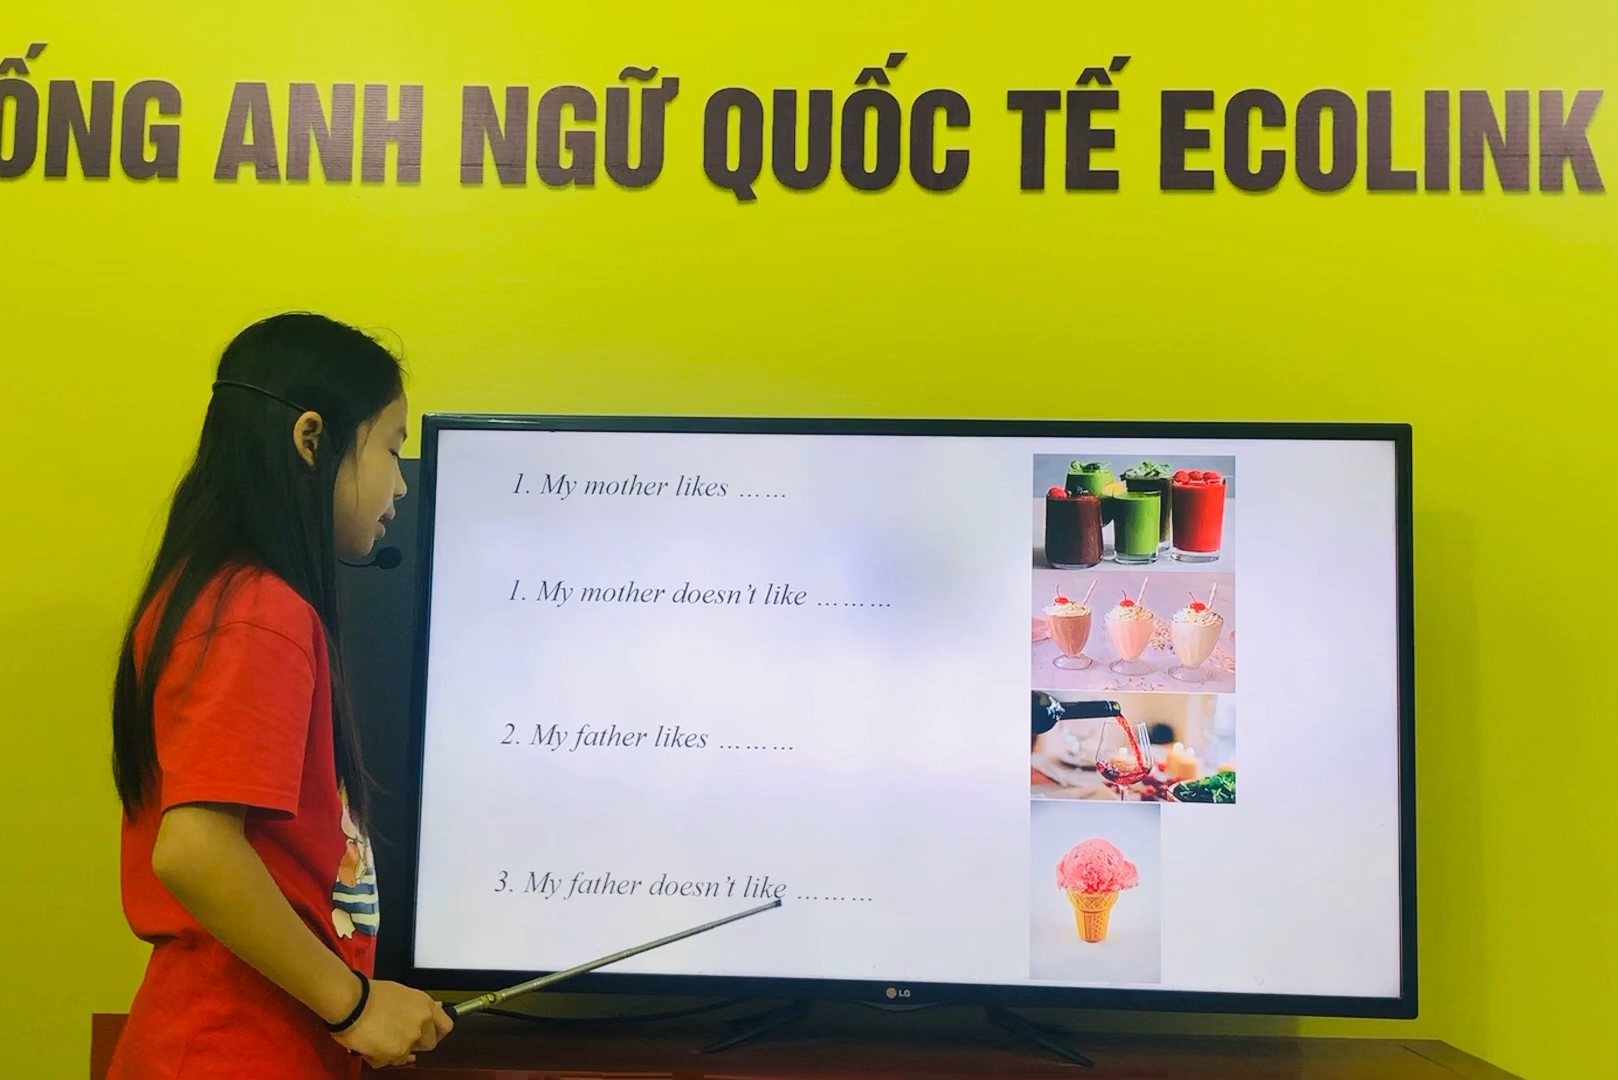 ỐNG ANH NGỮ QUỐC TẾ ECOLINK
1. My mother likes ……
1. My mother doesn't like ………
2. My father likes ………
3. My father doesn't like ………
LG